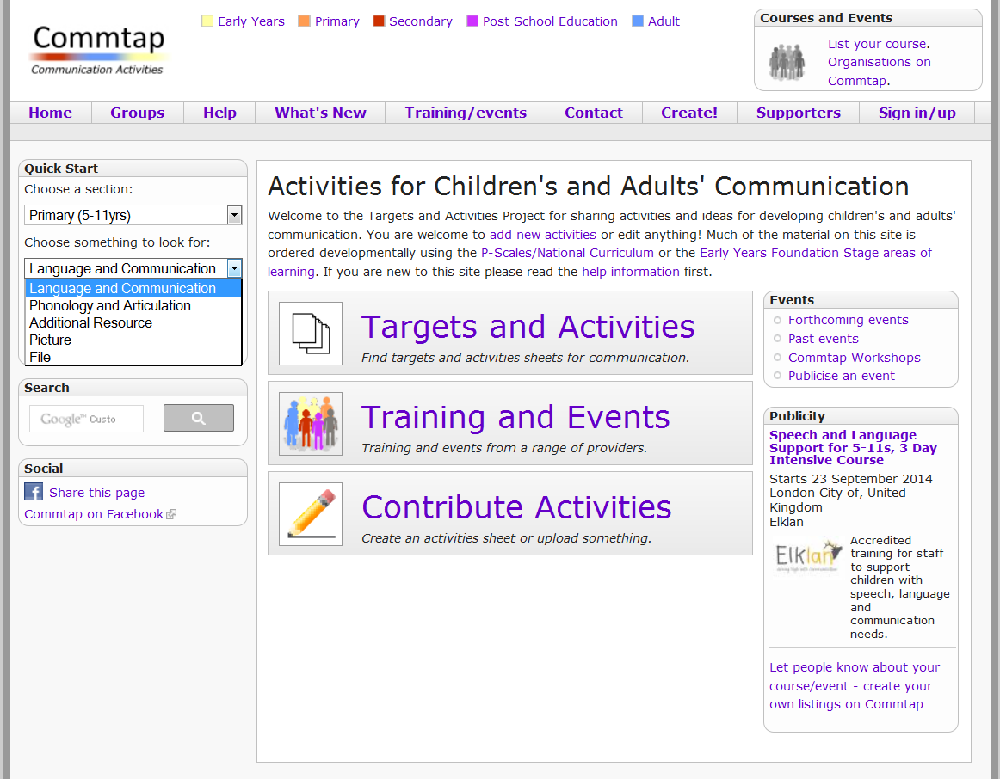 Commtap
Communication Activities
Early Years
Primary
Secondary
Post School Education
Adult
Courses and Events
List your course.
Organisations on
Commtap.
Home
Groups
Help
What's New
Training/events
Contact
Create!
Supporters
Sign in/up
Quick Start
Choose a section:
Primary (5-11yrs)
Choose something to look for:
Language and Communication
Language and Communication
Phonology and Articulation
Additional Resource
Picture
File
Search
Google™ Custo
Social
Share this page
Commtap on Facebook
Activities for Children's and Adults' Communication
Welcome to the Targets and Activities Project for sharing activities and ideas for developing children's and adults'
communication. You are welcome to add new activities or edit anything! Much of the material on this site is
ordered developmentally using the P-Scales/National Curriculum or the Early Years Foundation Stage areas of
learning. If you are new to this site please read the help information first.
Targets and Activities
Find targets and activities sheets for communication.
Training and Events
Training and events from a range of providers.
Contribute Activities
Create an activities sheet or upload something.
Events
Forthcoming events
Past events
Commtap Workshops
Publicise an event
Publicity
Speech and Language
Support for 5-11s, 3 Day
Intensive Course
Starts 23 September 2014
London City of, United
Kingdom
Elklan
Elklan
Accredited
training for staff
to support
children with
speech, language
and
communication
needs.
Let people know about your
course/event - create your
own listings on Commtap